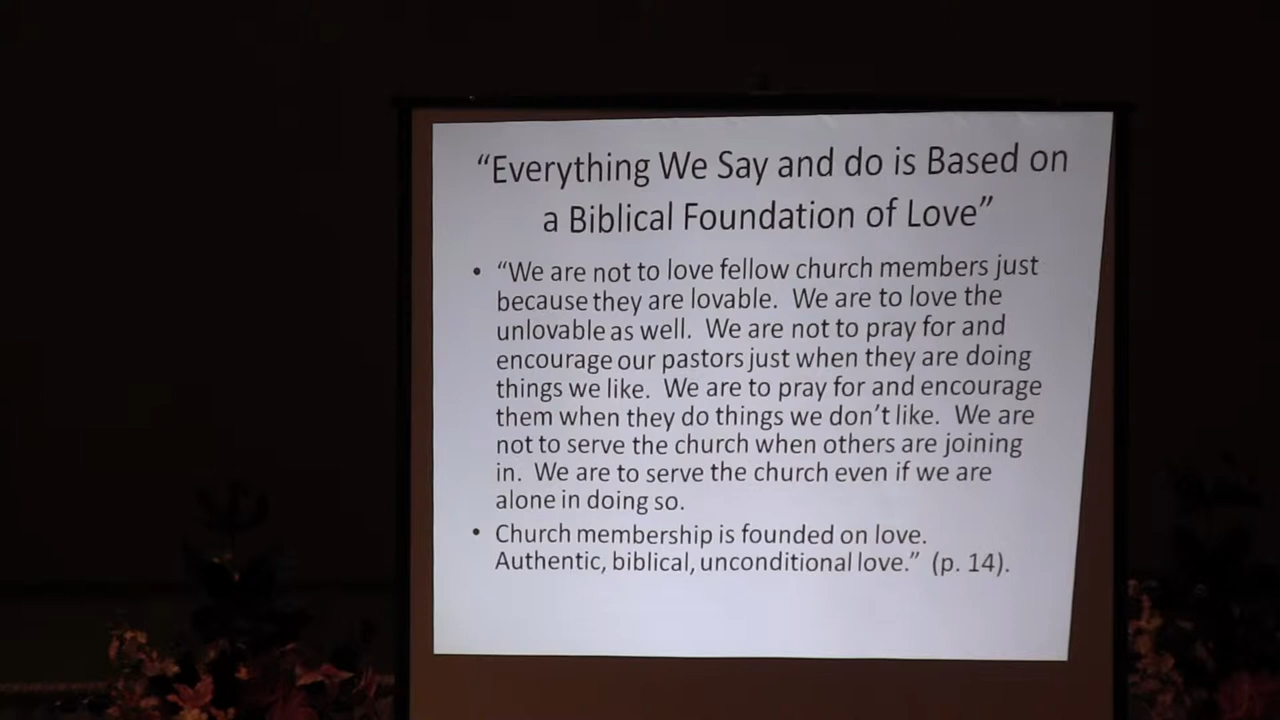 “Everything We Say and do is Based on
a Biblical Foundation of Love”
• “We are not to love fellow church members just
because they are lovable. We are to love the
unlovable as well. We are not to pray for and
encourage our pastors just when they are doing
things we like. We are to pray for and encourage
them when they do things we don’t like. We are
not to serve the church when others are joining
in. We are to serve the church even if we are
alone in doing so.
• Church membership is founded on love.
Authentic, biblical, unconditional love.” (p. 14).